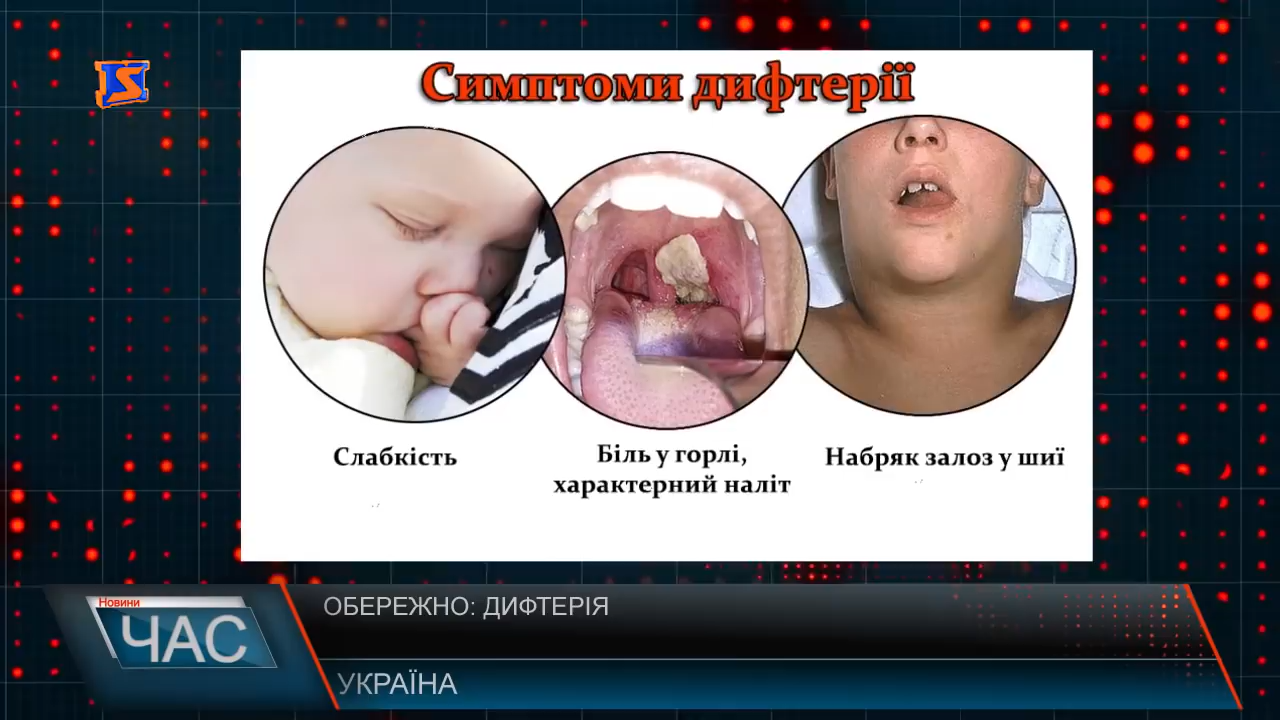 Симптоми дифтерії
Слабкість
Біль у горлі,
характерний наліт
Набряк залоз у шиї
Новини
ЧАС
ОБЕРЕЖНО: ДИФТЕРІЯ
УКРАЇНА